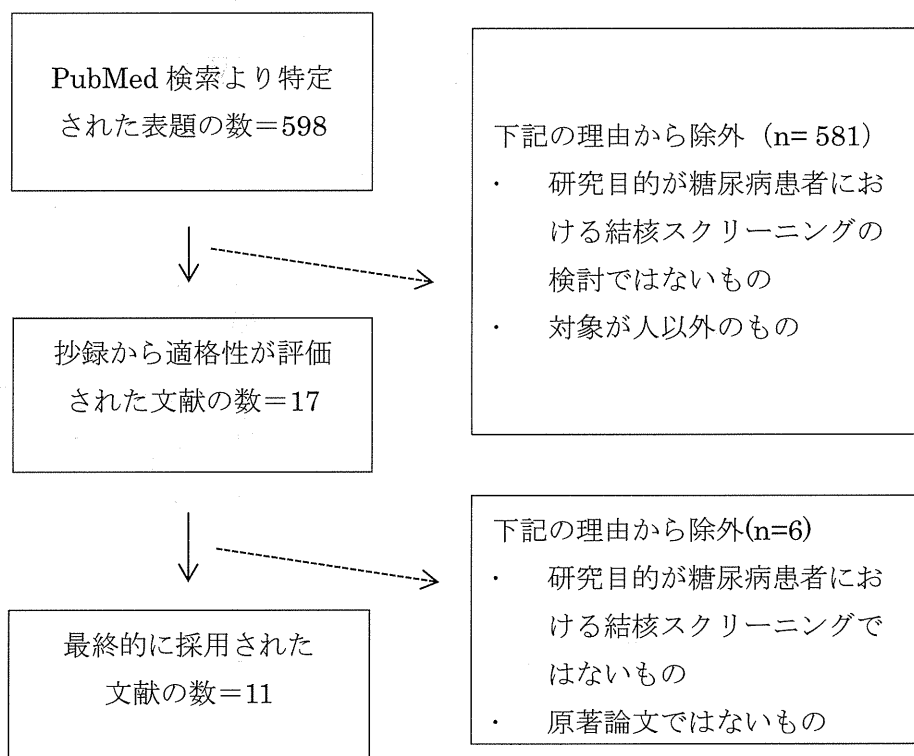 PubMed 検索より特定
された表題の数＝598
下記の理由から除外（n= 581）
・ 研究目的が糖尿病患者にお
ける結核スクリーニングの
検討ではないもの
・ 対象が人以外のもの
抄録から適格性が評価
された文献の数＝17
下記の理由から除外(n=6)
・ 研究目的が糖尿病患者にお
ける結核スクリーニングで
はないもの
・ 原著論文ではないもの
最終的に採用された
文献の数＝11